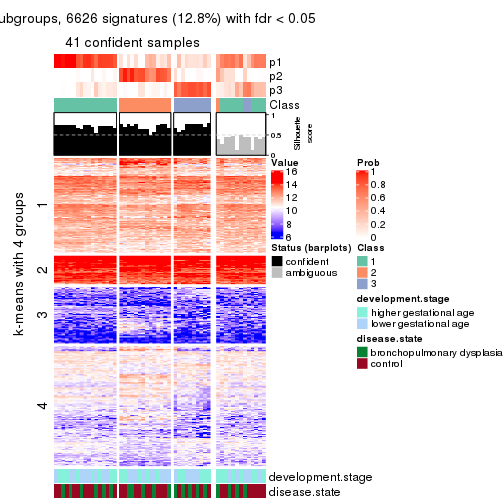 ubgroups, 6626 signatures (12.8%) with fdr < 0.05
41 confident samples
p1
p2
p3
Class
1
0.5
0
Silhouette
score
k-means with 4 groups
1
2
3
4
Value
16
14
12
10
8
6
Prob
1
0.8
0.6
0.4
0.2
0
Status (barplots)
confident
ambiguous
Class
1
2
3
development.stage
higher gestational age
lower gestational age
disease.state
bronchopulmonary dysplasia
control
development.stage
disease.state